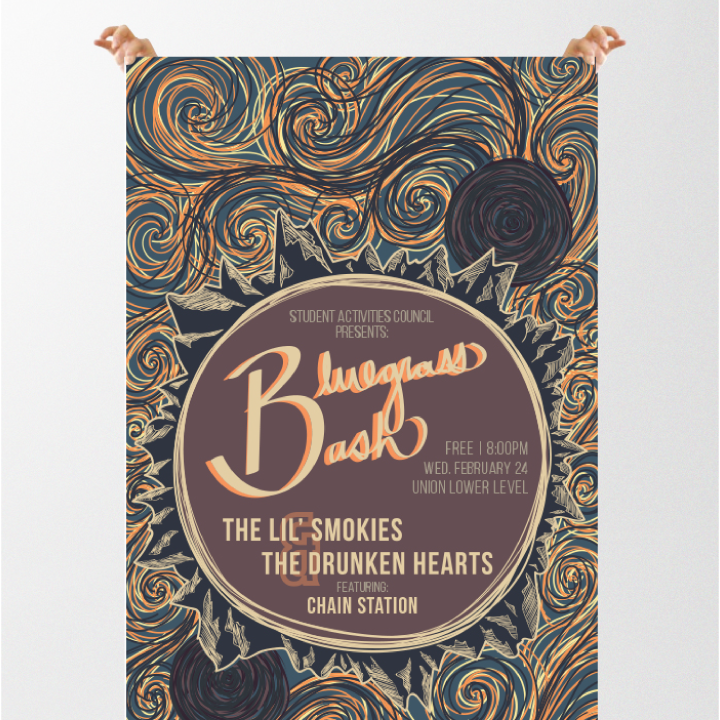 STUDENT ACTIVITIES COUNCIL
PRESENTS:
Bluegrass
Bash
FREE | 8:00PM
WED. FEBRUARY 24
UNION LOWER LEVEL
THE LIL' SMOKIES
&
THE DRUNKEN HEARTS
FEATURING:
CHAIN STATION